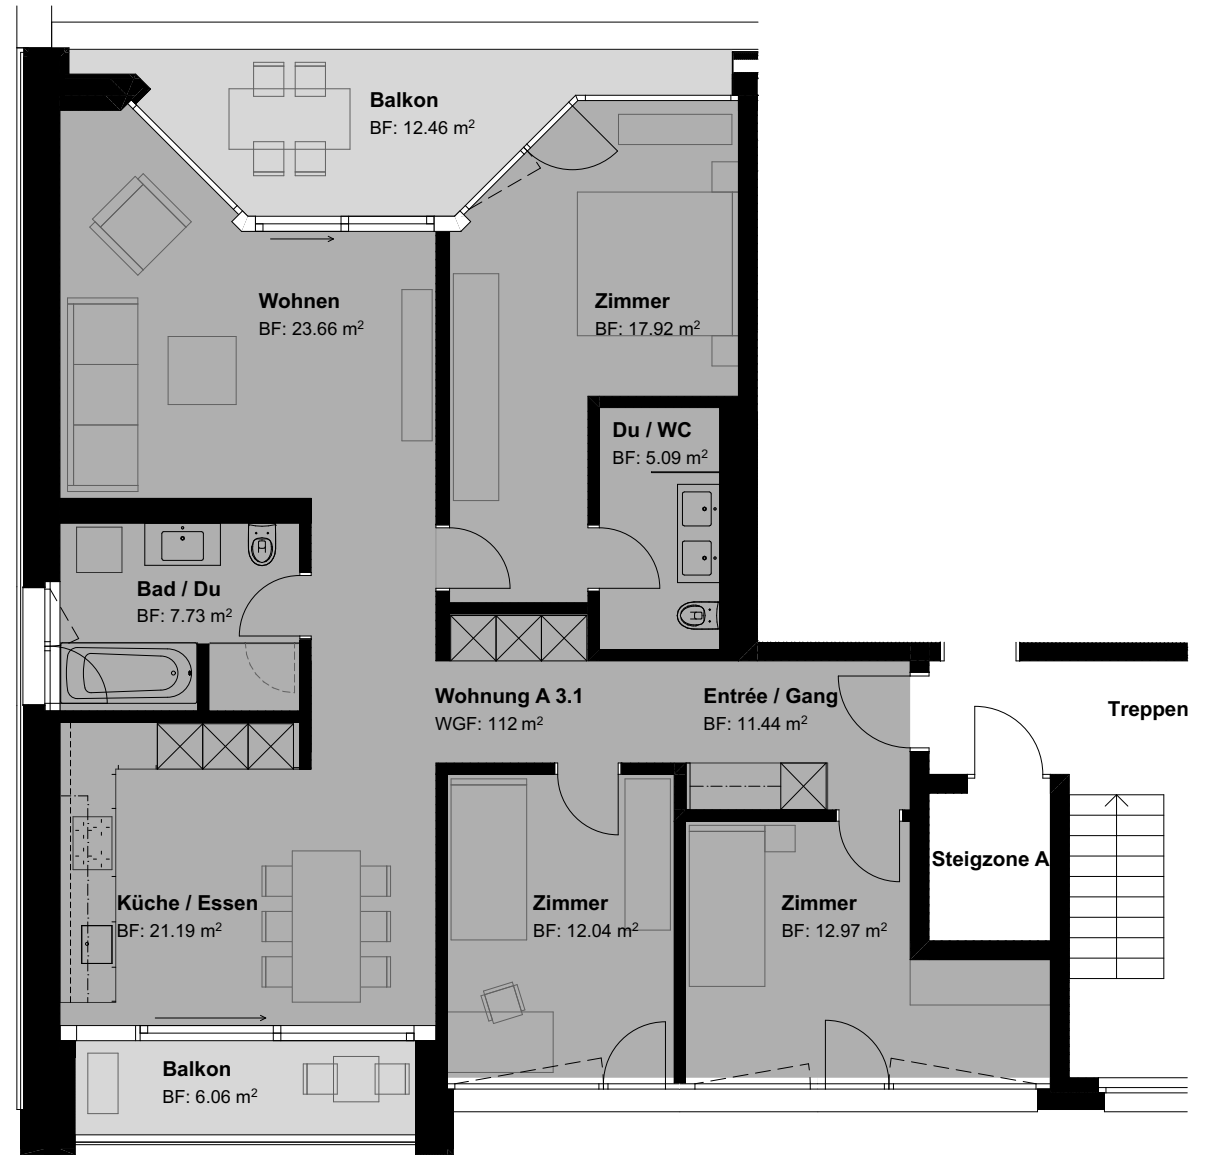 Balkon
BF: 12.46 m²
Wohnen
BF: 23.66 m²
Zimmer
BF: 17.92 m²
Du / WC
BF: 5.09 m²
Bad / Du
BF: 7.73 m²
Wohnung A 3.1
WGF: 112 m²
Entrée / Gang
BF: 11.44 m²
Treppen
Steigzone A
Küche / Essen
BF: 21.19 m²
Zimmer
BF: 12.04 m²
Zimmer
BF: 12.97 m²
Balkon
BF: 6.06 m²